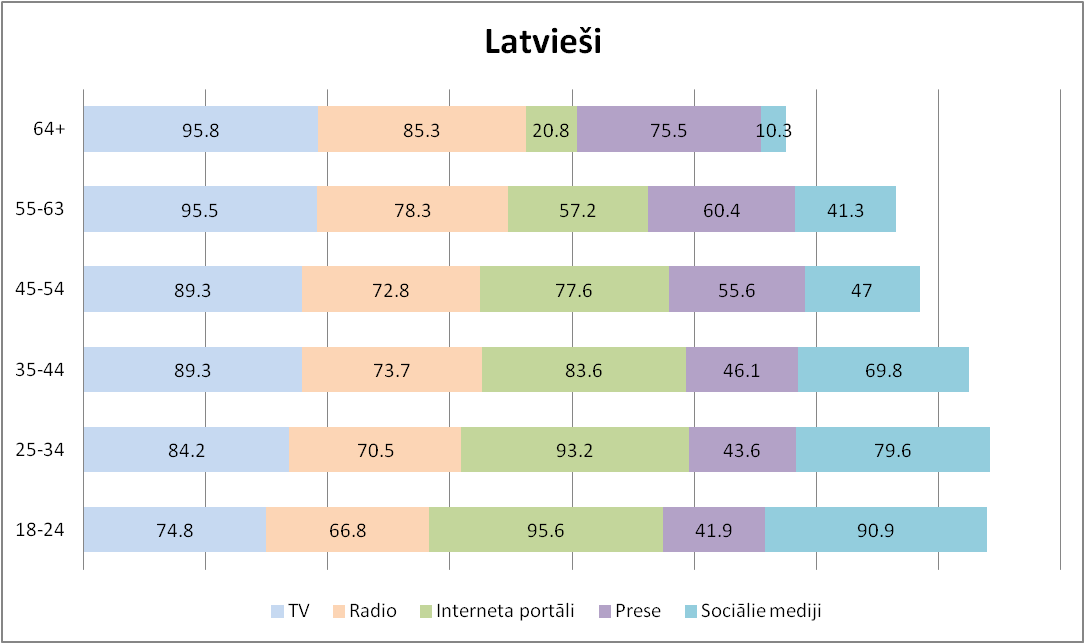 Latvieši
64+ 95.8 85.3 20.8 75.5 10.3
55-63 95.5 78.3 57.2 60.4 41.3
45-54 89.3 72.8 77.6 55.6 47
35-44 89.3 73.7 83.6 46.1 69.8
25-34 84.2 70.5 93.2 43.6 79.6
18-24 74.8 66.8 95.6 41.9 90.9
TV Radio Interneta portāli Prese Sociālie mediji